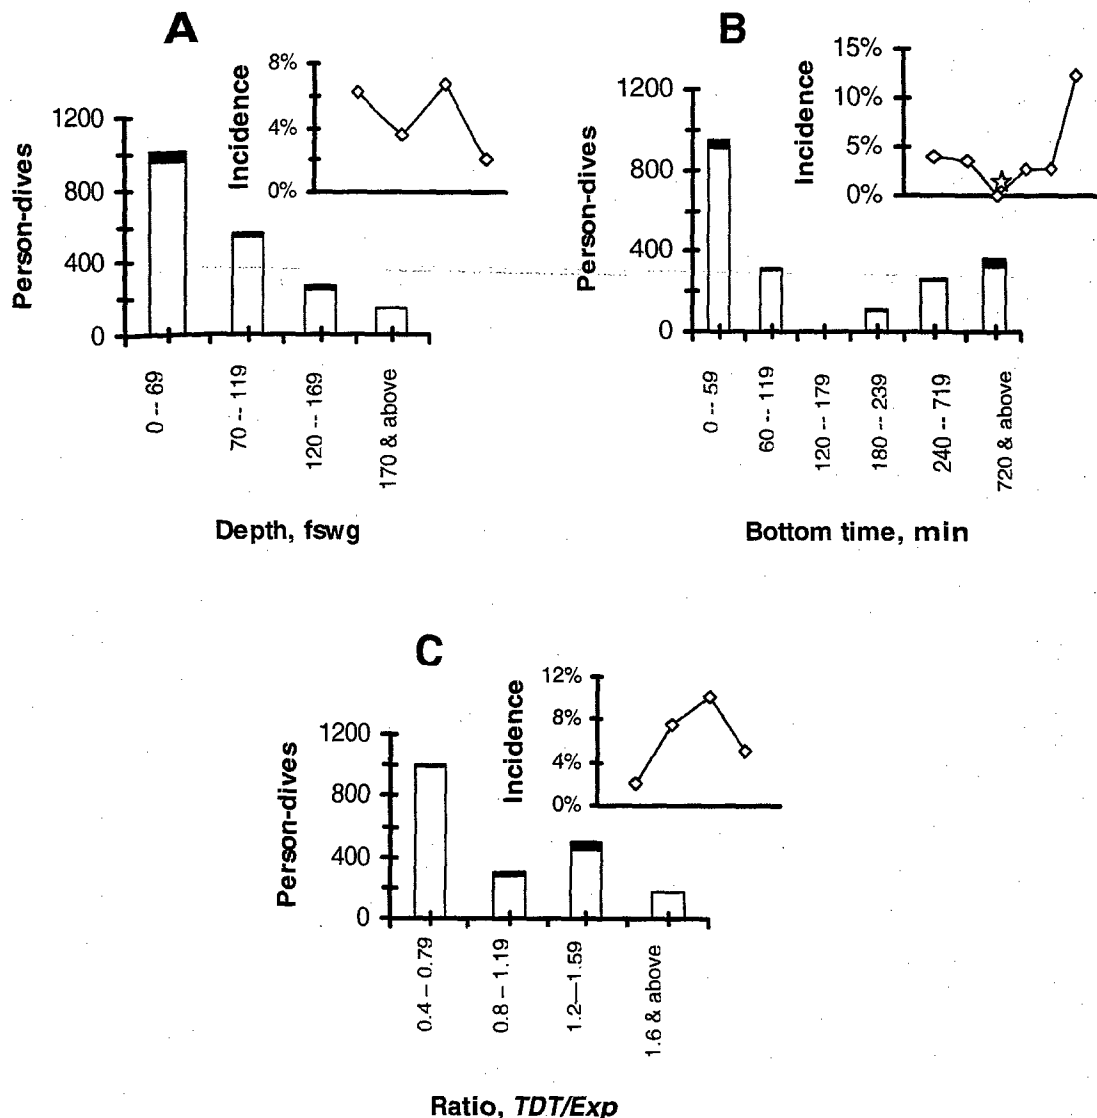 A
Incidence
8%
4%
0%
Person-dives
1200
800
400
0
0 -- 69
70 -- 119
120 -- 169
170 & above
Depth, fswg
B
Incidence
15%
10%
5%
0%
Person-dives
1200
800
400
0
0 -- 59
60 -- 119
120 -- 179
180 -- 239
240 -- 719
720 & above
Bottom time, min
C
Incidence
12%
8%
4%
0%
Person-dives
1200
800
400
0
0.4 – 0.79
0.8 – 1.19
1.2—1.59
1.6 & above
Ratio, TDT/Exp